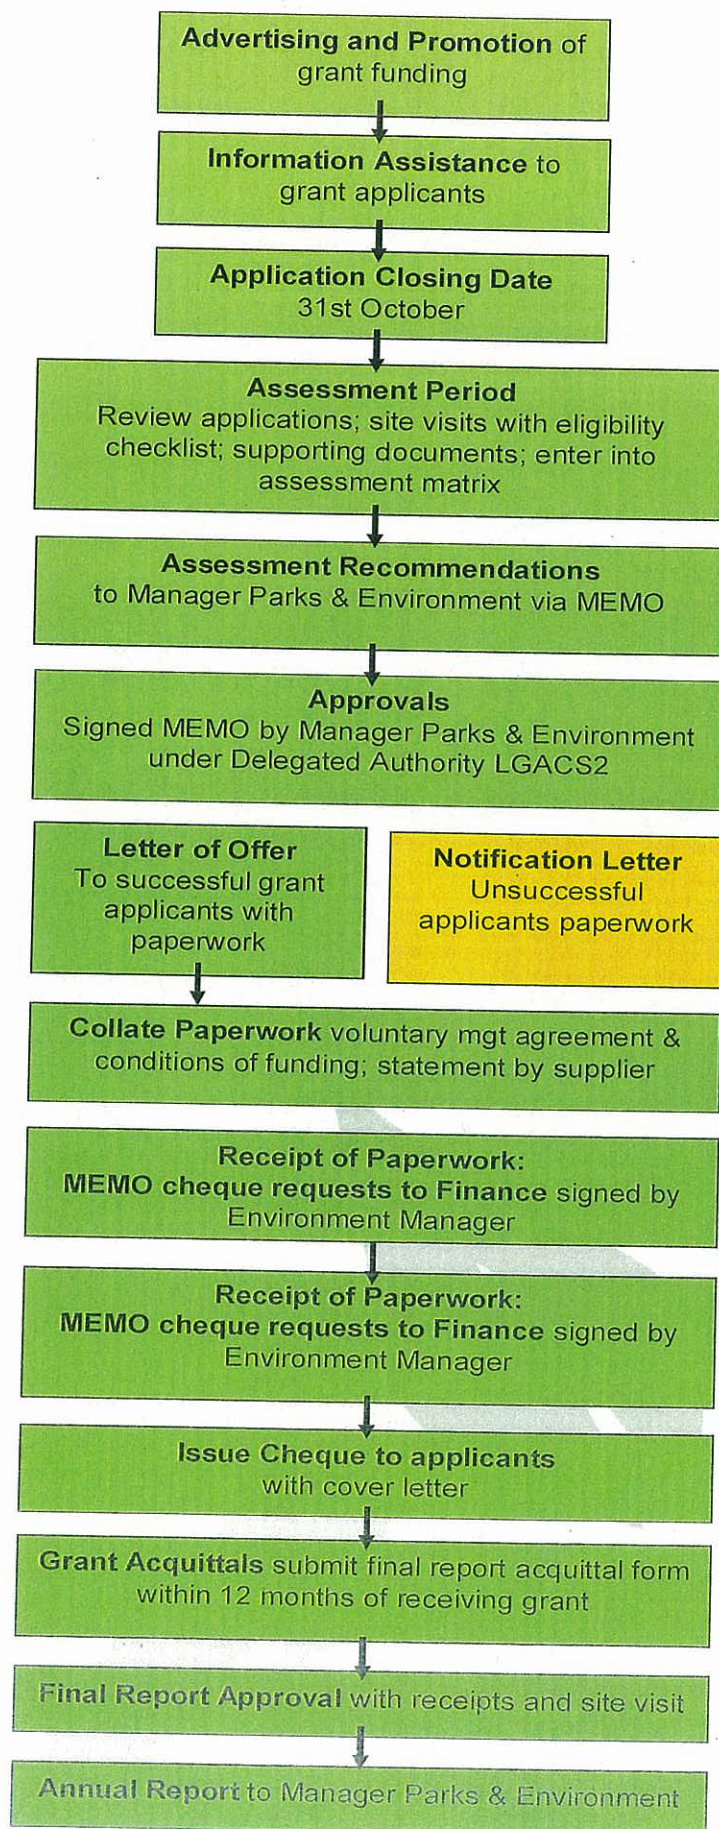 Advertising and Promotion of
grant funding
Information Assistance to
grant applicants
Application Closing Date
31st October
Assessment Period
Review applications; site visits with eligibility
checklist; supporting documents; enter into
assessment matrix
Assessment Recommendations
to Manager Parks & Environment via MEMO
Approvals
Signed MEMO by Manager Parks & Environment
under Delegated Authority LGACS2
Letter of Offer
To successful grant
applicants with
paperwork
Notification Letter
Unsuccessful
applicants paperwork
Collate Paperwork voluntary mgt agreement &
conditions of funding; statement by supplier
Receipt of Paperwork:
MEMO cheque requests to Finance signed by
Environment Manager
Receipt of Paperwork:
MEMO cheque requests to Finance signed by
Environment Manager
Issue Cheque to applicants
with cover letter
Grant Acquittals submit final report acquittal form
within 12 months of receiving grant
Final Report Approval with receipts and site visit
Annual Report to Manager Parks & Environment